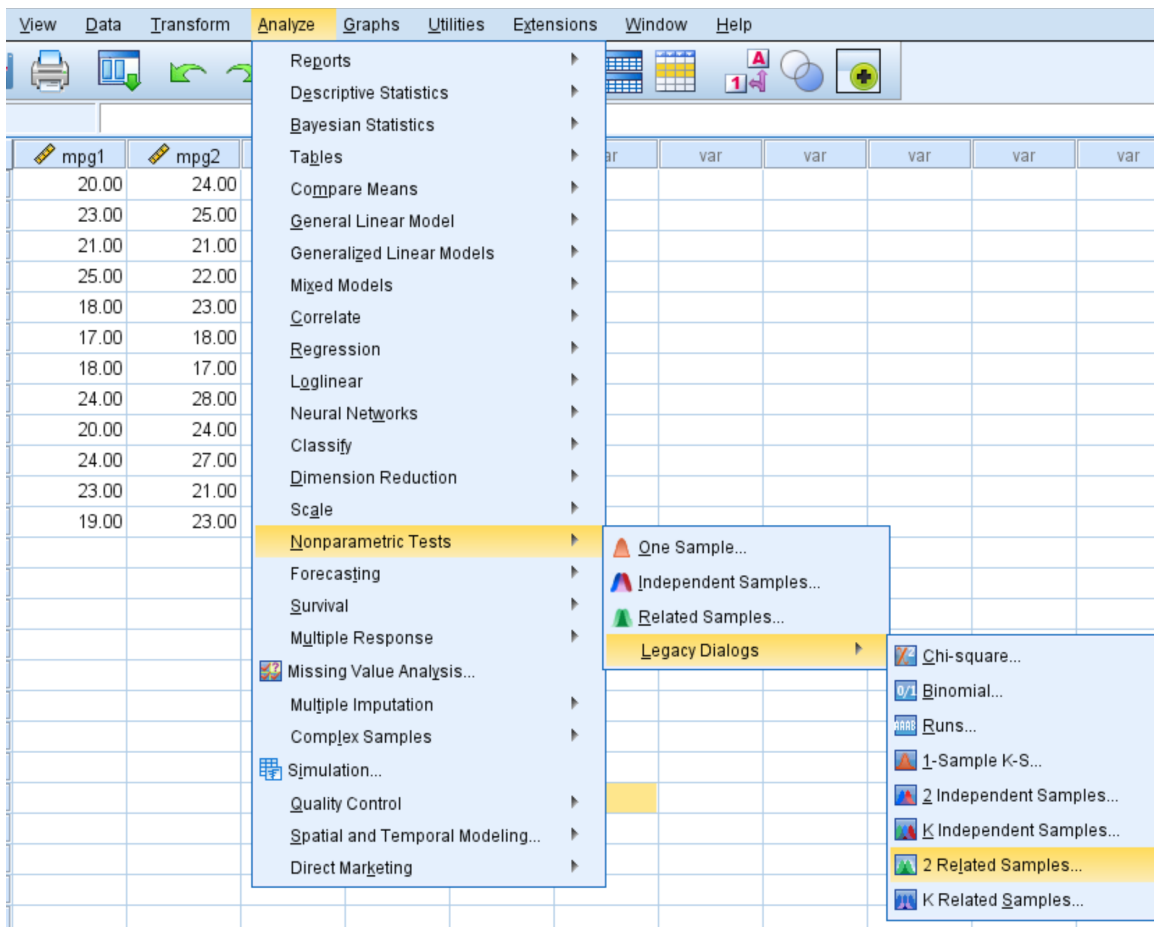 View Data Transform Analyze Graphs Utilities Extensions Window Help
A
1
mpg1 mpg2 ar var var var var var
20.00 24.00
23.00 25.00
21.00 21.00
25.00 22.00
18.00 23.00
17.00 18.00
18.00 17.00
24.00 28.00
20.00 24.00
24.00 27.00
23.00 21.00
19.00 23.00
Reports
Descriptive Statistics
Bayesian Statistics
Tables
Compare Means
General Linear Model
Generalized Linear Models
Mixed Models
Correlate
Regression
Loglinear
Neural Networks
Classify
Dimension Reduction
Scale
Nonparametric Tests
Forecasting
Survival
Multiple Response
Missing Value Analysis...
Multiple Imputation
Complex Samples
Simulation...
Quality Control
Spatial and Temporal Modeling...
Direct Marketing
One Sample...
Independent Samples...
Related Samples...
Legacy Dialogs
Chi-square...
0/1 Binomial...
Runs...
1-Sample K-S...
2 Independent Samples...
K Independent Samples...
2 Related Samples...
K Related Samples...